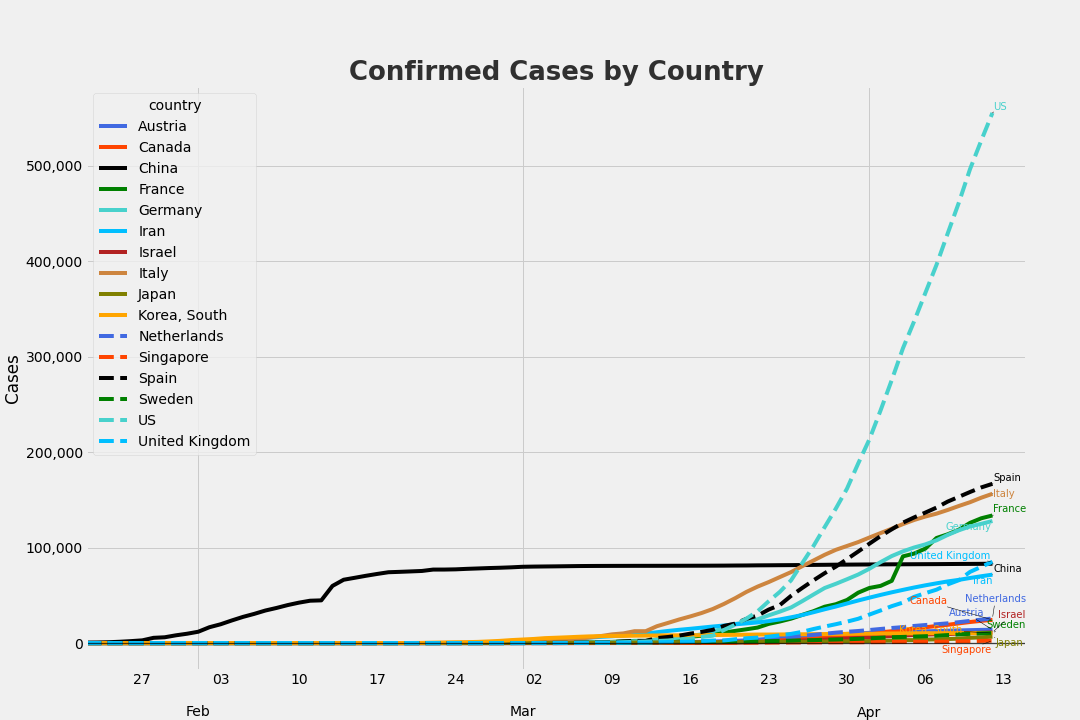 Confirmed Cases by Country
country
Austria
Canada
China
France
Germany
Iran
Israel
Italy
Japan
Korea, South
Netherlands
Singapore
Spain
Sweden
US
United Kingdom
Cases
500,000
400,000
300,000
200,000
100,000
0
US
Spain
Italy
France
Germany
United Kingdom
China
Iran
Canada
Netherlands
Austria
Israel
Sweden
Japan
Singapore
27 03 10 17 24 02 09 16 23 30 06 13
Feb Mar Apr